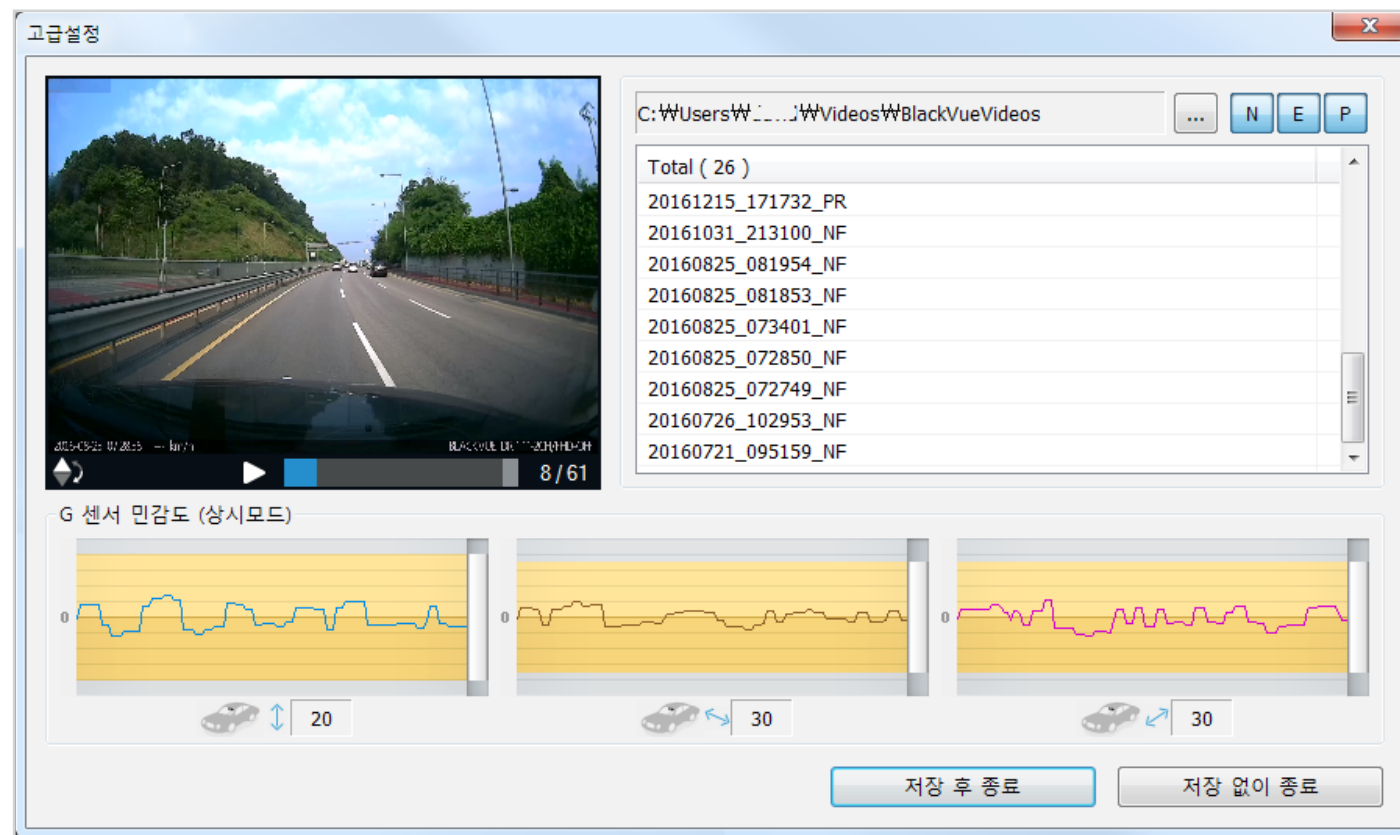 고급설정
C:₩Users₩ ₩Videos₩BlackVueVideos
... N E P
Total ( 26 )
20161215_171732_PR
20161031_213100_NF
20160825_081954_NF
20160825_081853_NF
20160825_073401_NF
20160825_072850_NF
20160825_072749_NF
20160726_102953_NF
20160721_095159_NF
km/h
BLACKVUE
8 / 61
G 센서 민감도 (상시모드)
0 0 0
20 30 30
저장 후 종료 저장 없이 종료